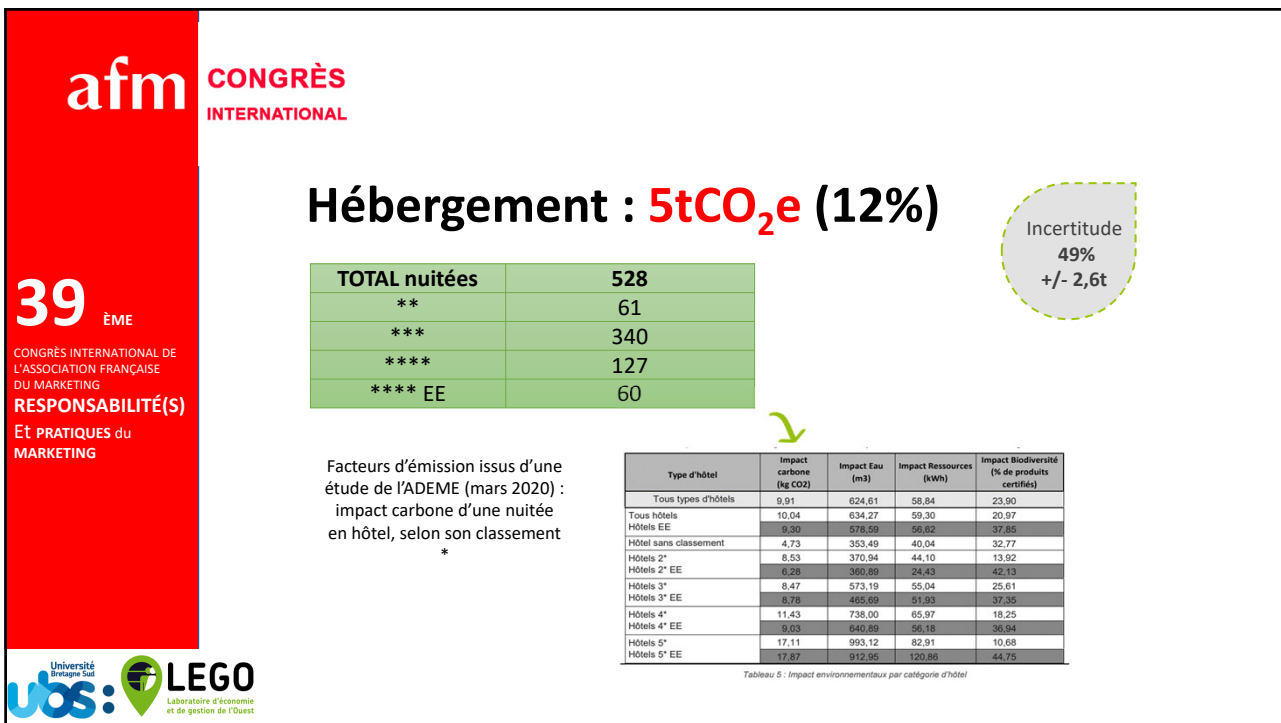 afm
CONGRÈS
INTERNATIONAL
39 ÈME
CONGRÈS INTERNATIONAL DE
L'ASSOCIATION FRANÇAISE
DU MARKETING
RESPONSABILITÉ(S)
Et PRATIQUES du
MARKETING
Hébergement : 5tCO₂e (12%)
Incertitude
49%
+/- 2,6t
TOTAL nuitées 528
** 61
*** 340
**** 127
**** EE 60
Facteurs d'émission issus d'une
étude de l'ADEME (mars 2020) :
impact carbone d'une nuitée
en hôtel, selon son classement
*
Type d'hôtel Impact carbone (kg CO2) Impact Eau (m3) Impact Ressources (kWh) Impact Biodiversité (% de produits certifiés)
Tous types d'hôtels 9,91 624,61 58,84 23,90
Tous hôtels 10,04 634,27 59,30 20,97
Hôtels EE 9,30 578,59 56,62 37,85
Hôtel sans classement 4,73 353,49 40,04 32,77
Hôtels 2* 8,53 370,94 44,10 13,92
Hôtels 2* EE 6,28 360,89 24,43 42,13
Hôtels 3* 8,47 573,19 55,04 25,61
Hôtels 3* EE 8,78 465,69 51,93 37,35
Hôtels 4* 11,43 738,00 65,97 18,25
Hôtels 4* EE 9,03 640,89 56,18 36,94
Hôtels 5* 17,11 993,12 82,91 10,68
Hôtels 5* EE 17,87 912,95 120,86 44,75
Tableau 5 : Impact environnementaux par catégorie d'hôtel
Université
Bretagne Sud
ubs:
LEGO
Laboratoire d'économie
et de gestion de l'Ouest